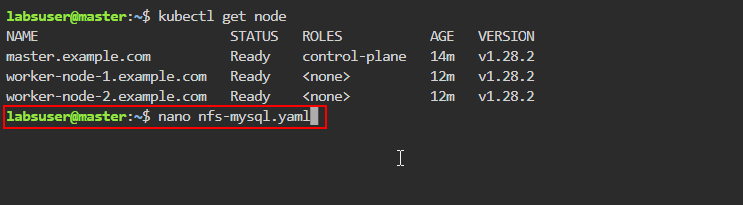 labsuser@master:~$ kubectl get node
NAME STATUS ROLES AGE VERSION
master.example.com Ready control-plane 14m v1.28.2
worker-node-1.example.com Ready <none> 12m v1.28.2
worker-node-2.example.com Ready <none> 12m v1.28.2
labsuser@master:~$ nano nfs-mysql.yaml